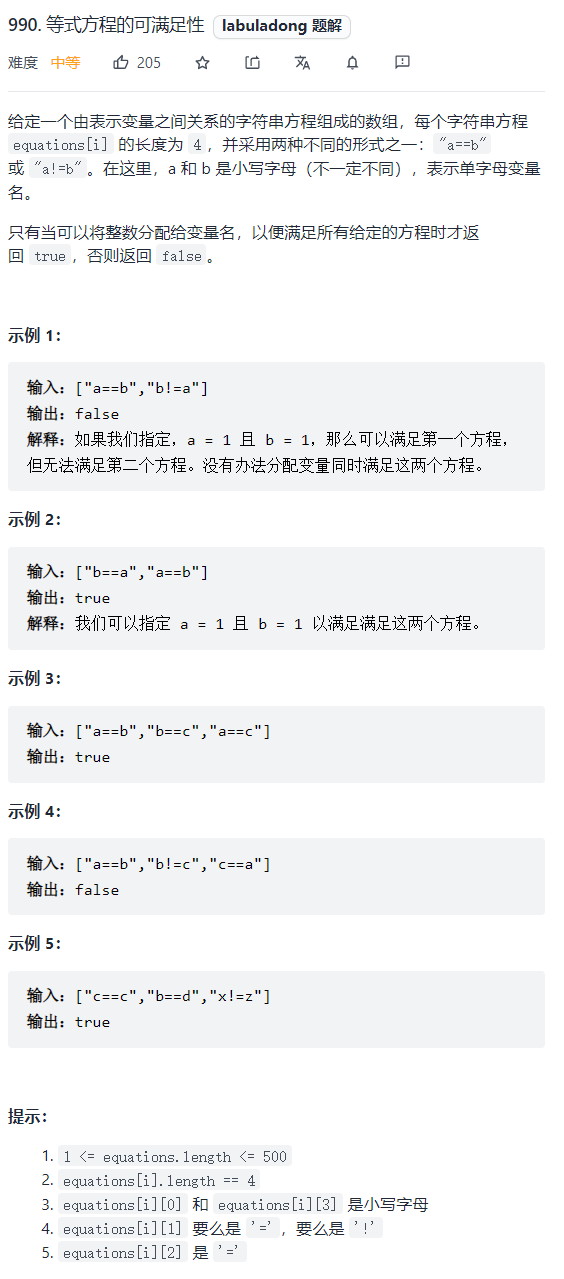 990. 等式方程的可满足性 labuladong 题解
难度 中等 205
给定一个由表示变量之间关系的字符串方程组成的数组，每个字符串方程
equations[i] 的长度为 4，并采用两种不同的形式之一："a==b"
或 "a!=b"。在这里，a 和 b 是小写字母（不一定不同），表示单字母变量
名。
只有当可以将整数分配给变量名，以便满足所有给定的方程时才返
回 true，否则返回 false。
示例 1：
输入：["a==b","b!=a"]
输出：false
解释：如果我们指定，a = 1 且 b = 1，那么可以满足第一个方程，
但无法满足第二个方程。没有办法分配变量同时满足这两个方程。
示例 2：
输入：["b==a","a==b"]
输出：true
解释：我们可以指定 a = 1 且 b = 1 以满足满足这两个方程。
示例 3：
输入：["a==b","b==c","a==c"]
输出：true
示例 4：
输入：["a==b","b!=c","c==a"]
输出：false
示例 5：
输入：["c==c","b==d","x!=z"]
输出：true
提示：
1. 1 <= equations.length <= 500
2. equations[i].length == 4
3. equations[i][0] 和 equations[i][3] 是小写字母
4. equations[i][1] 要么是 '='，要么是 '!'
5. equations[i][2] 是 '='